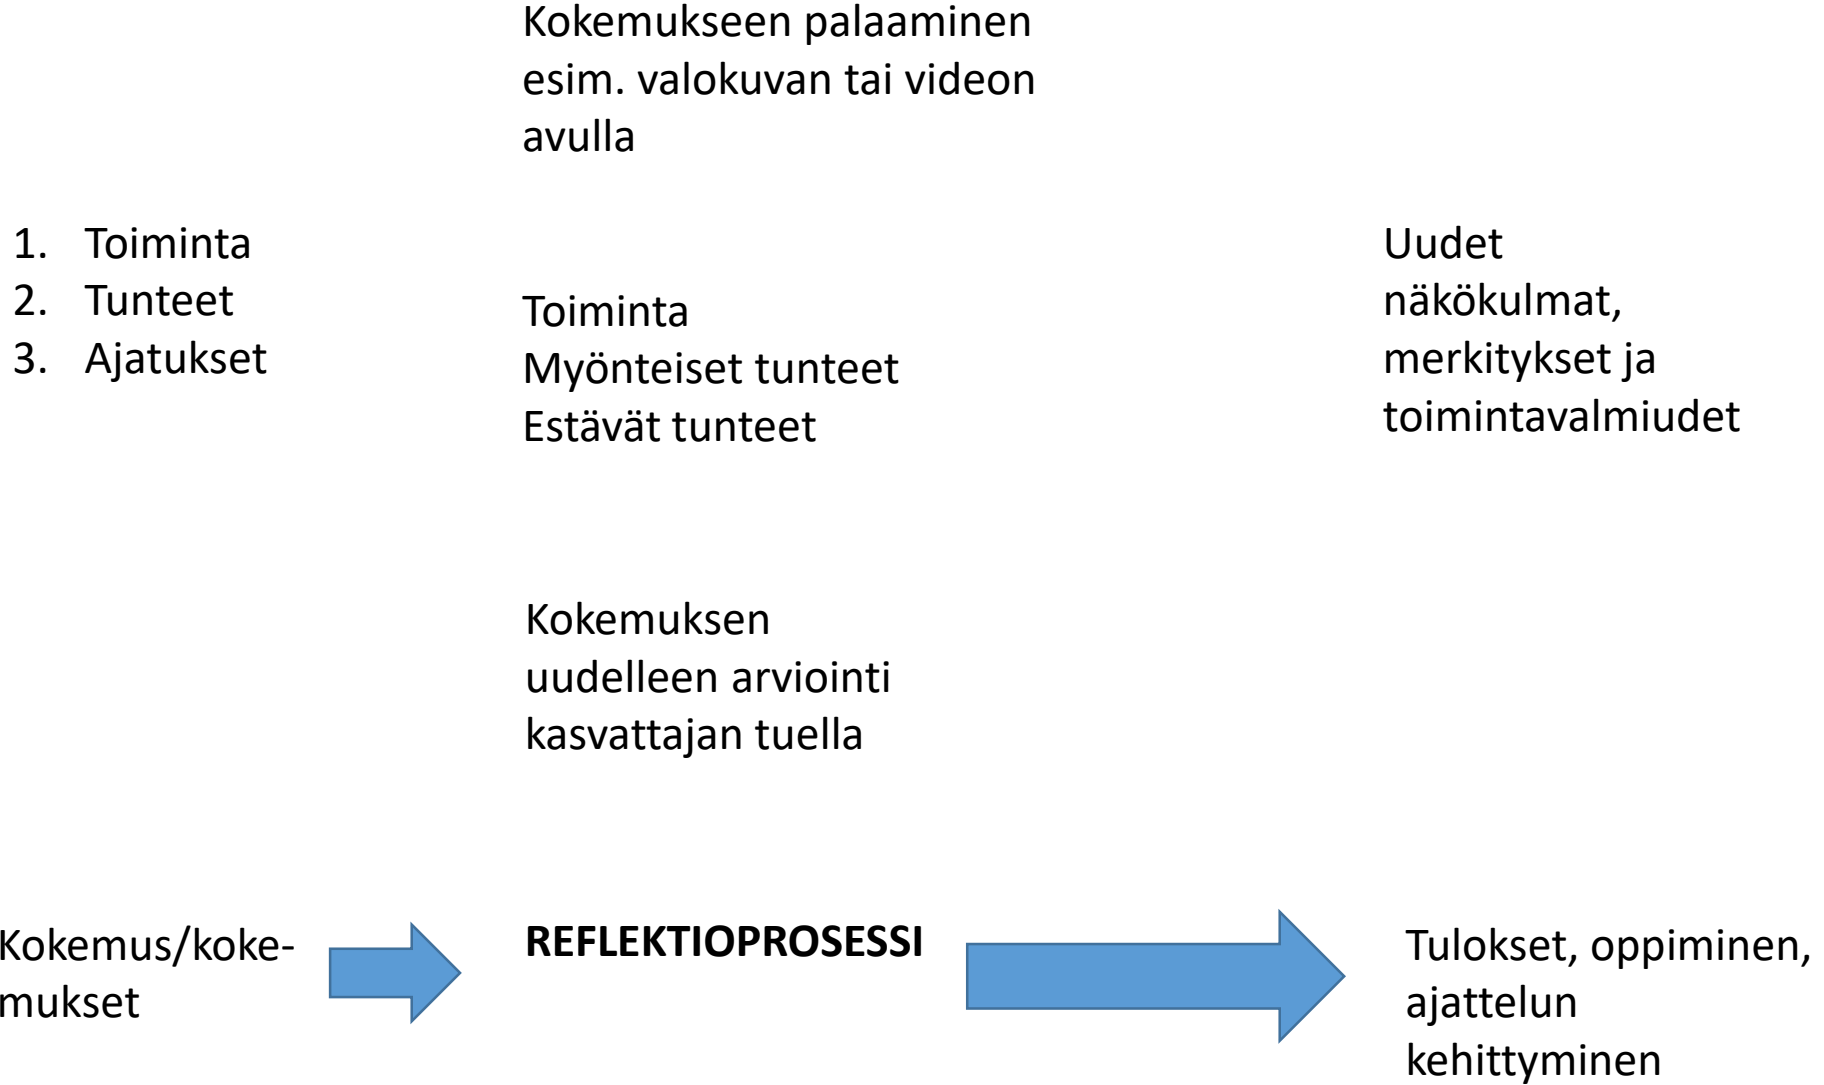 Kokemukseen palaaminen
esim. valokuvan tai videon
avulla
1. Toiminta
2. Tunteet
3. Ajatukset
Toiminta
Myönteiset tunteet
Estävät tunteet
Uudet
näkökulmat,
merkitykset ja
toimintavalmiudet
Kokemuksen
uudelleen arviointi
kasvattajan tuella
Kokemus/koke-
mukset
REFLEKTIOPROSESSI
Tulokset, oppiminen,
ajattelun
kehittyminen